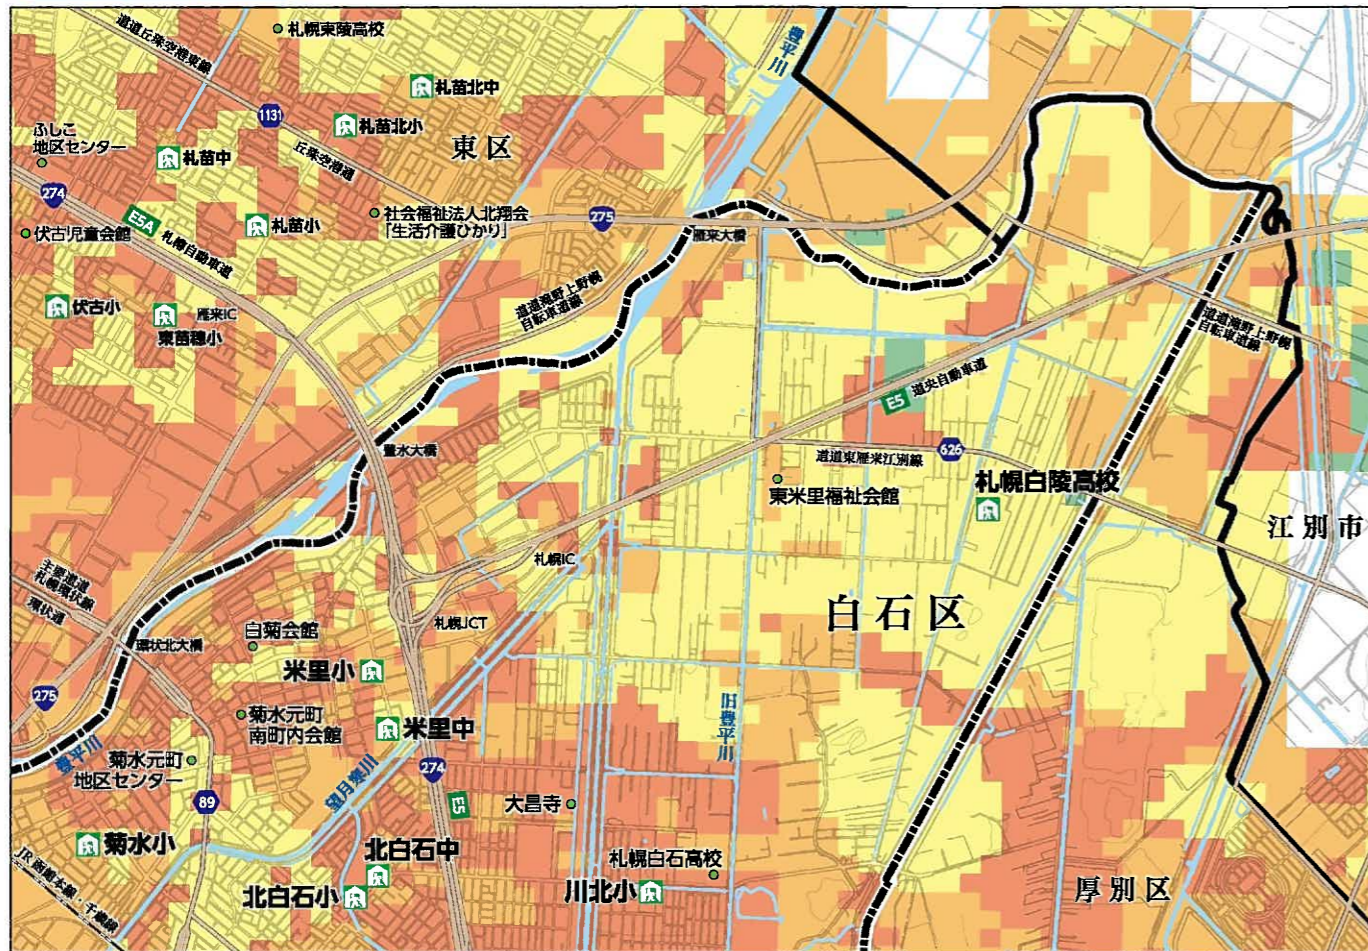 札幌東陵高校
道道丘珠空港東線
豊平川
札苗北中
1131
札苗北小
東区
ふしこ
地区センター
札苗中
丘珠空港通
274
E5A
札幌自動車道
札苗小
社会福祉法人北翔会
「生活介護ひかり」
275
雁来大橋
伏古児童会館
伏古小
東苗穂小
雁来IC
道道滝野上野幌
自転車道線
道道滝野上野幌
自転車道線
E5
道央自動車道
豊水大橋
道道東雁来江別線
626
東米里福祉会館
札幌白陵高校
江別市
札幌IC
主要道道
札幌環状線
環状通
環状北大橋
白菊会館
札幌JCT
白石区
米里小
275
菊水元町
南町内会館
米里中
旧豊平川
豊平川
菊水元町
地区センター
望月寒川
274
89
E5
大昌寺
菊水小
北白石中
札幌白石高校
北白石小
川北小
厚別区
JR函館本線・千歳線